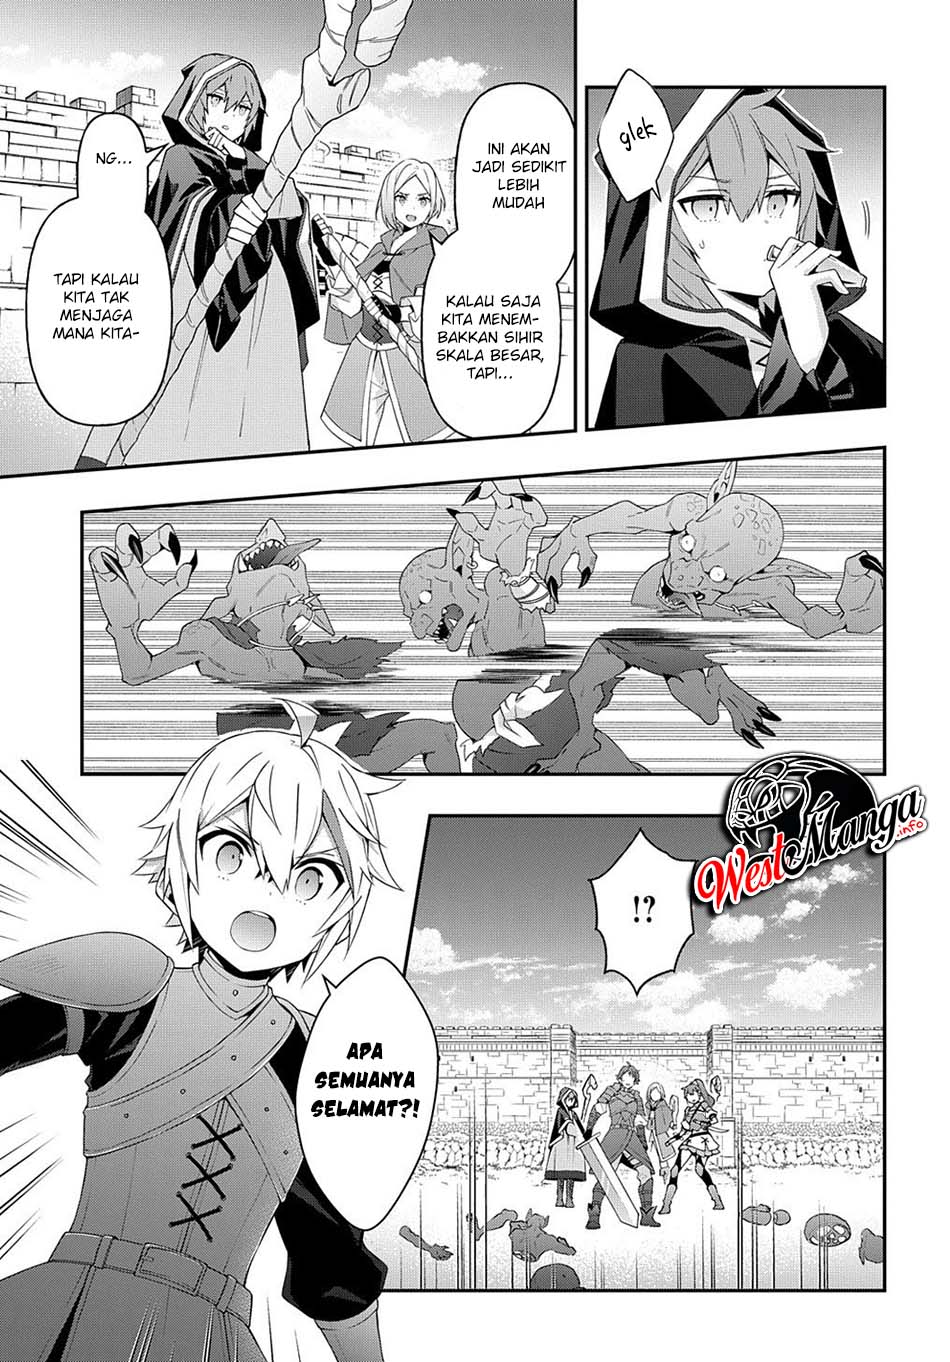 glek
INI AKAN
JADI SEDIKIT
LEBIH
MUDAH
KALAU SAJA
KITA MENEM-
BAKKAN SIHIR
SKALA BESAR,
TAPI...
NG...
TAPI KALAU
KITA TAK
MENJAGA
MANA KITA-
!?
WestManga
.info
APA
SEMUANYA
SELAMAT?!